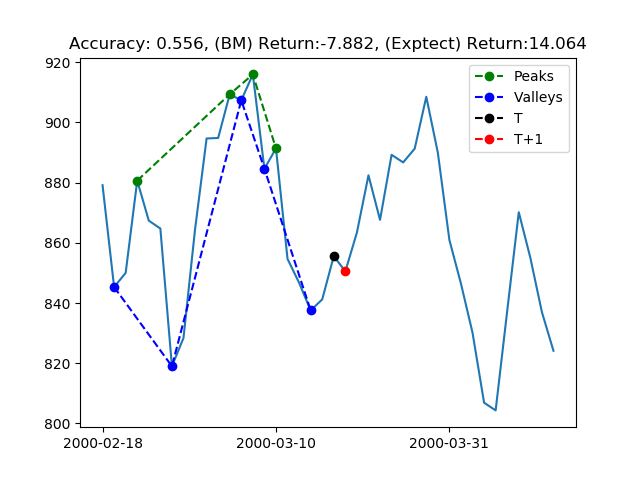 Accuracy: 0.556, (BM) Return:-7.882, (Exptect) Return:14.064
920
900
880
860
840
820
800
Peaks
Valleys
T
T+1
2000-02-18
2000-03-10
2000-03-31